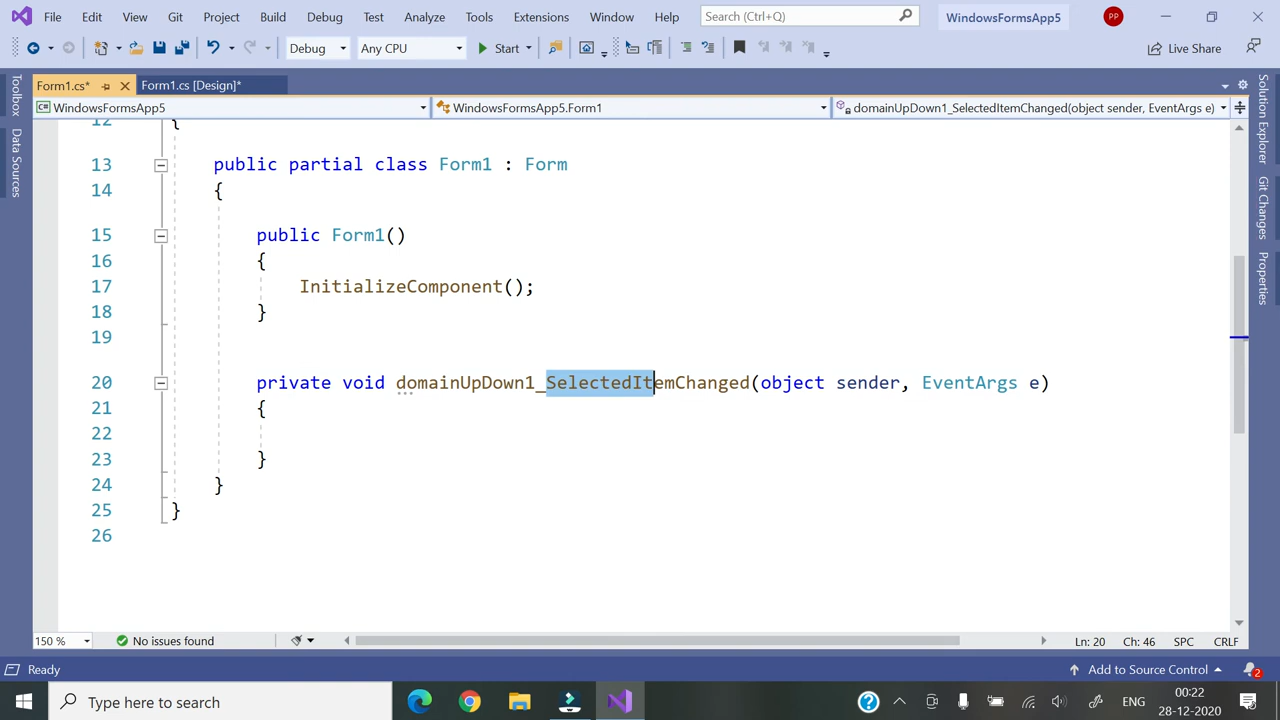 File Edit View Git Project Build Debug Test Analyze Tools Extensions Window Help Search (Ctrl+Q) WindowsFormsApp5 PP
Debug Any CPU Start Live Share
Form1.cs* Form1.cs [Design]*
WindowsFormsApp5 WindowsFormsApp5.Form1 domainUpDown1_SelectedItemChanged(object sender, EventArgs e)
Toolbox
Data Sources
Solution Explorer
Git Changes
Properties
12 {
13 public partial class Form1 : Form
14 {
15 public Form1()
16 {
17 InitializeComponent();
18 }
19
20 private void domainUpDown1_SelectedItemChanged(object sender, EventArgs e)
21 {
22
23 }
24 }
25 }
26
150 % No issues found Ln: 20 Ch: 46 SPC CRLF
Ready Add to Source Control 2
Type here to search ENG 00:22
28-12-2020